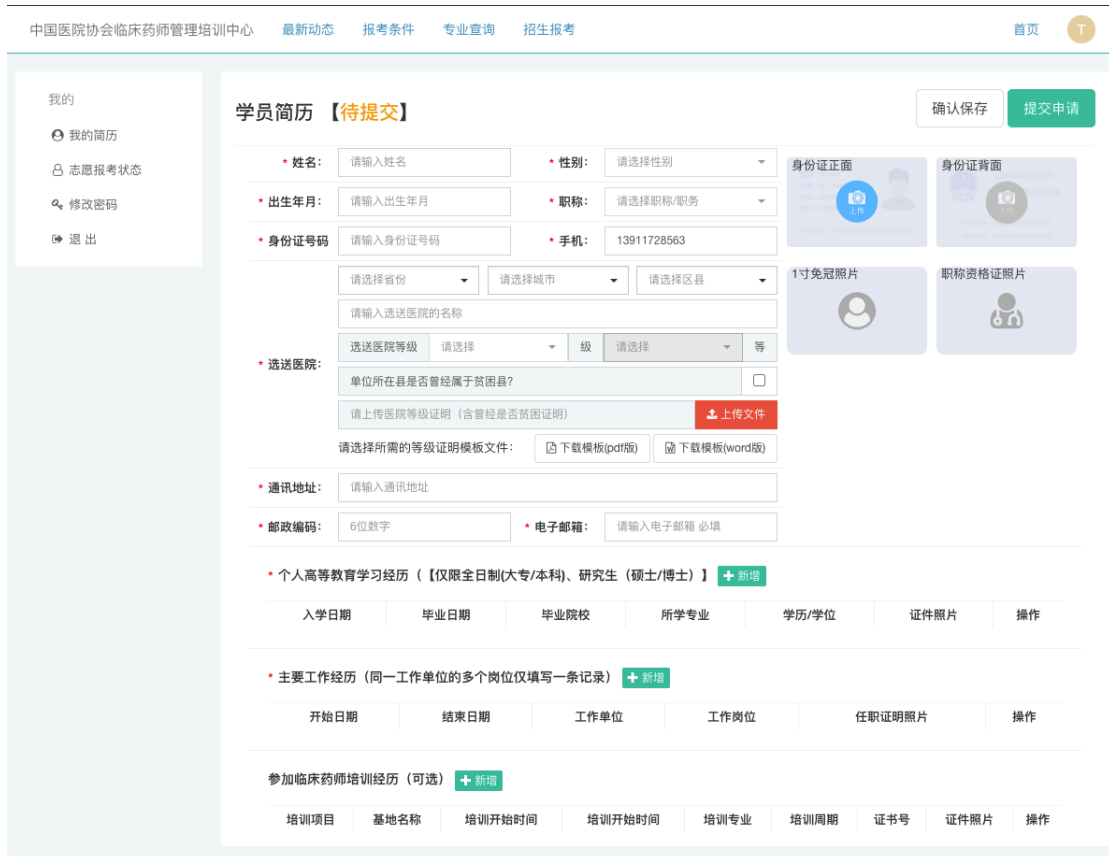 中国医院协会临床药师管理培训中心 最新动态 报考条件 专业查询 招生报考 首页 T
我的
我的简历
志愿报考状态
修改密码
退 出
学员简历 【待提交】 确认保存 提交申请
* 姓名： 请输入姓名 * 性别： 请选择性别
* 出生年月： 请输入出生年月 * 职称： 请选择职称/职务
* 身份证号码 请输入身份证号码 * 手机： 13911728563
身份证正面 身份证背面
上传 上传
1寸免冠照片 职称资格证照片
* 选送医院：
请选择省份 请选择城市 请选择区县
请输入选送医院的名称
选送医院等级 请选择 级 请选择 等
单位所在县是否曾经属于贫困县?
请上传医院等级证明（含曾经是否贫困证明） 上传文件
请选择所需的等级证明模板文件： 下载模板(pdf版) 下载模板(word版)
* 通讯地址： 请输入通讯地址
* 邮政编码： 6位数字 * 电子邮箱： 请输入电子邮箱 必填
* 个人高等教育学习经历（【仅限全日制(大专/本科)、研究生（硕士/博士）】 新增
入学日期 毕业日期 毕业院校 所学专业 学历/学位 证件照片 操作
* 主要工作经历（同一工作单位的多个岗位仅填写一条记录） 新增
开始日期 结束日期 工作单位 工作岗位 任职证明照片 操作
参加临床药师培训经历（可选） 新增
培训项目 基地名称 培训开始时间 培训开始时间 培训专业 培训周期 证书号 证件照片 操作